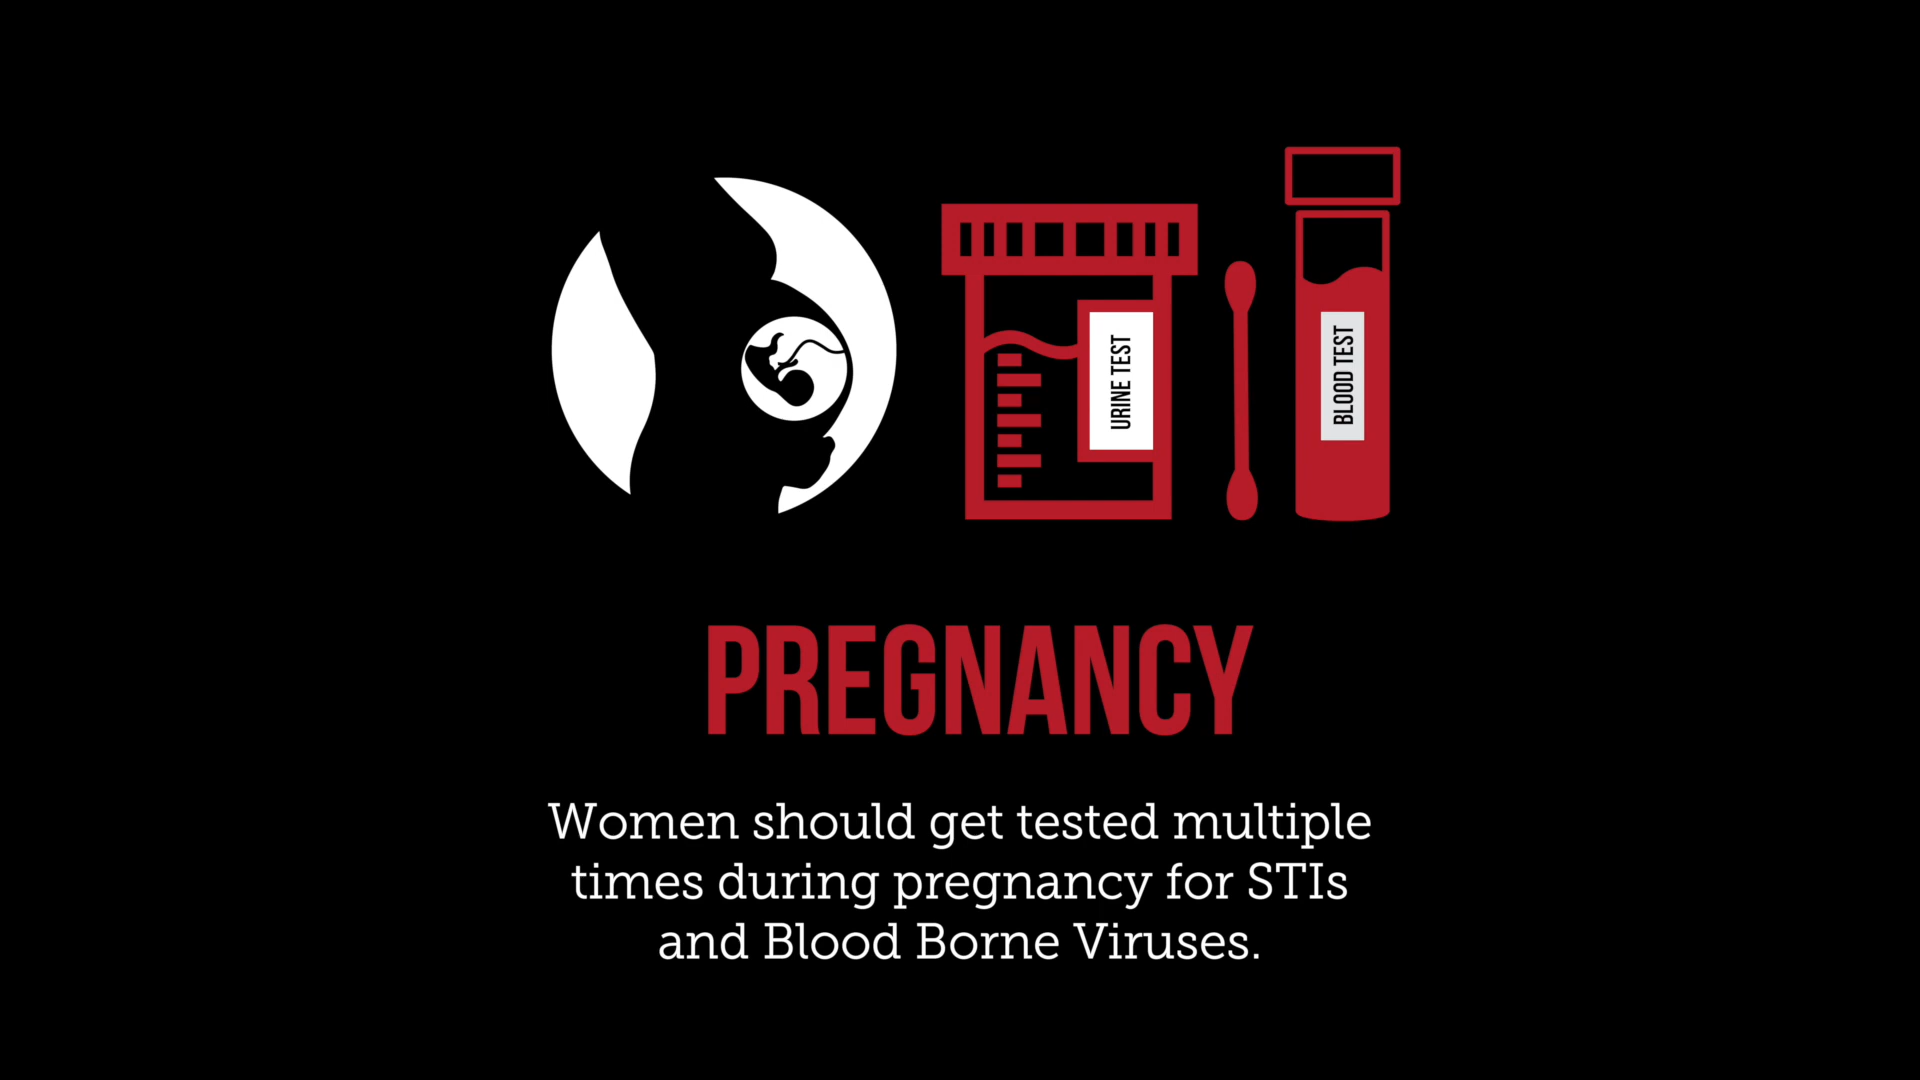 URINE TEST
BLOOD TEST
PREGNANCY
Women should get tested multiple
times during pregnancy for STIs
and Blood Borne Viruses.